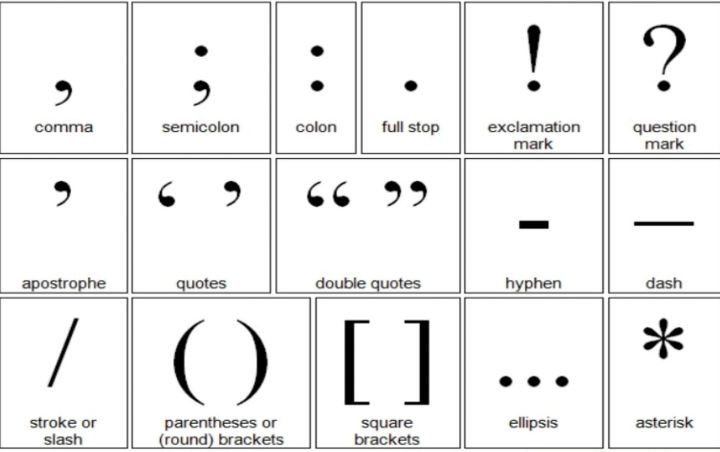 , ; : . ! ?
comma semicolon colon full stop exclamation mark question mark
’ ‘ ’ “ ” - —
apostrophe quotes double quotes hyphen dash
/ ( ) [ ] … *
stroke or slash parentheses or (round) brackets square brackets ellipsis asterisk